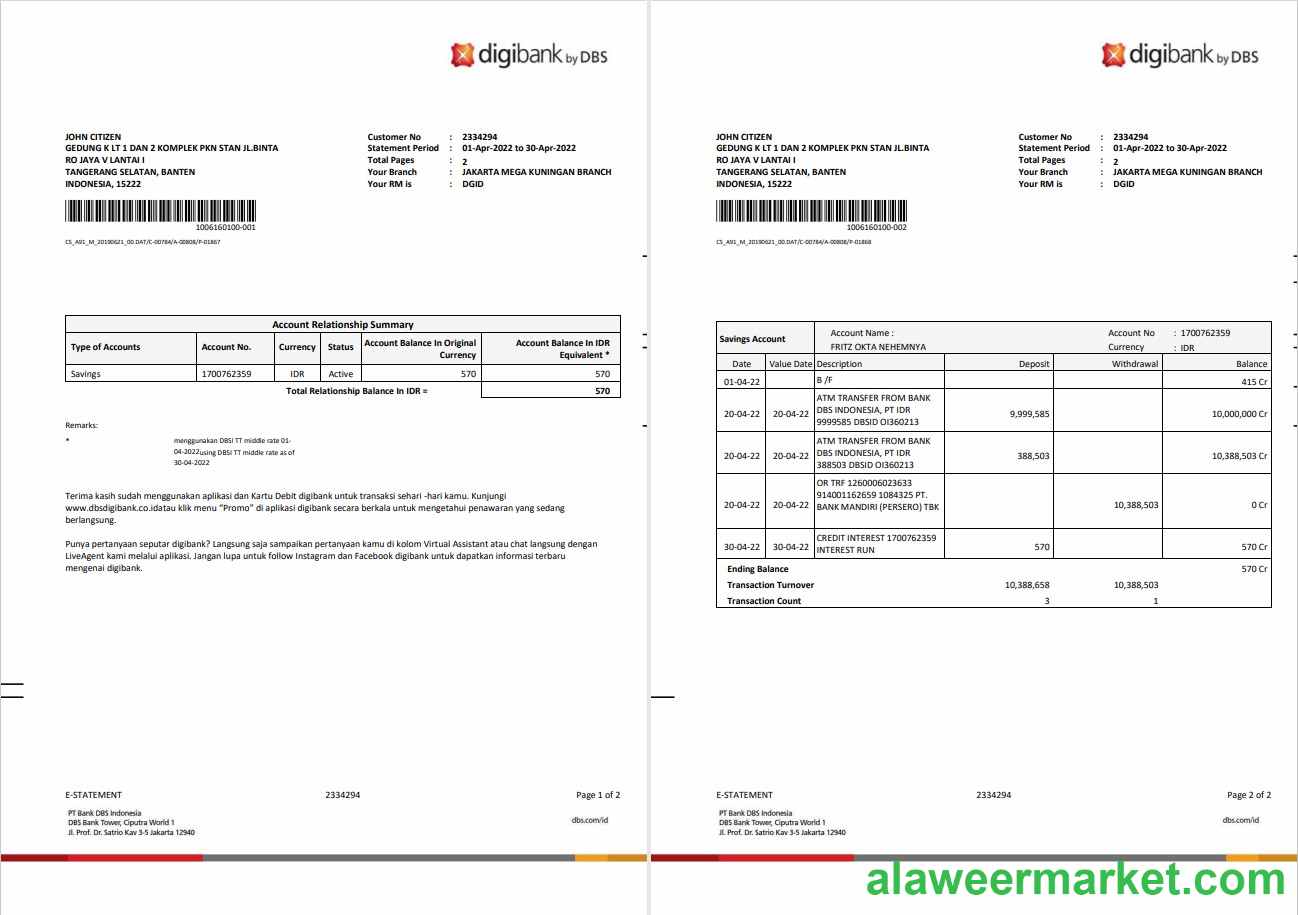 digibank by DBS
JOHN CITIZEN
GEDUNG K LT 1 DAN 2 KOMPLEK PKN STAN JL.BINTA
RO JAYA V LANTAI I
TANGERANG SELATAN, BANTEN
INDONESIA, 15222
Customer No : 2334294
Statement Period : 01-Apr-2022 to 30-Apr-2022
Total Pages : 2
Your Branch : JAKARTA MEGA KUNINGAN BRANCH
Your RM is : DGID
1006160100-001
CS_A91_M_20190621_00.DAT/C-00784/A-00808/P-01867
Account Relationship Summary
Type of Accounts Account No. Currency Status Account Balance In Original Currency Account Balance In IDR Equivalent *
Savings 1700762359 IDR Active 570 570
Total Relationship Balance In IDR = 570
Remarks:
* menggunakan DBSI TT middle rate 01-
04-2022using DBSI TT middle rate as of
30-04-2022
Terima kasih sudah menggunakan aplikasi dan Kartu Debit digibank untuk transaksi sehari -hari kamu. Kunjungi
www.dbsdigibank.co.idatau klik menu "Promo" di aplikasi digibank secara berkala untuk mengetahui penawaran yang sedang
berlangsung.
Punya pertanyaan seputar digibank? Langsung saja sampaikan pertanyaan kamu di kolom Virtual Assistant atau chat langsung dengan
LiveAgent kami melalui aplikasi. Jangan lupa untuk follow Instagram dan Facebook digibank untuk dapatkan informasi terbaru
mengenai digibank.
E-STATEMENT 2334294 Page 1 of 2
PT Bank DBS Indonesia
DBS Bank Tower, Ciputra World 1
Jl. Prof. Dr. Satrio Kav 3-5 Jakarta 12940
dbs.com/id
digibank by DBS
JOHN CITIZEN
GEDUNG K LT 1 DAN 2 KOMPLEK PKN STAN JL.BINTA
RO JAYA V LANTAI I
TANGERANG SELATAN, BANTEN
INDONESIA, 15222
Customer No : 2334294
Statement Period : 01-Apr-2022 to 30-Apr-2022
Total Pages : 2
Your Branch : JAKARTA MEGA KUNINGAN BRANCH
Your RM is : DGID
1006160100-002
CS_A91_M_20190621_00.DAT/C-00784/A-00808/P-01868
Savings Account
Account Name :
FRITZ OKTA NEHEMNYA
Account No : 1700762359
Currency : IDR
Date Value Date Description Deposit Withdrawal Balance
01-04-22 B /F 415 Cr
20-04-22 20-04-22 ATM TRANSFER FROM BANK
DBS INDONESIA, PT IDR
9999585 DBSID OI360213 9,999,585 10,000,000 Cr
20-04-22 20-04-22 ATM TRANSFER FROM BANK
DBS INDONESIA, PT IDR
388503 DBSID OI360213 388,503 10,388,503 Cr
20-04-22 20-04-22 OR TRF 1260006023633
914001162659 1084325 PT.
BANK MANDIRI (PERSERO) TBK 10,388,503 0 Cr
30-04-22 30-04-22 CREDIT INTEREST 1700762359
INTEREST RUN 570 570 Cr
Ending Balance 570 Cr
Transaction Turnover 10,388,658 10,388,503
Transaction Count 3 1
E-STATEMENT 2334294 Page 2 of 2
PT Bank DBS Indonesia
DBS Bank Tower, Ciputra World 1
Jl. Prof. Dr. Satrio Kav 3-5 Jakarta 12940
dbs.com/id
alaweermarket.com